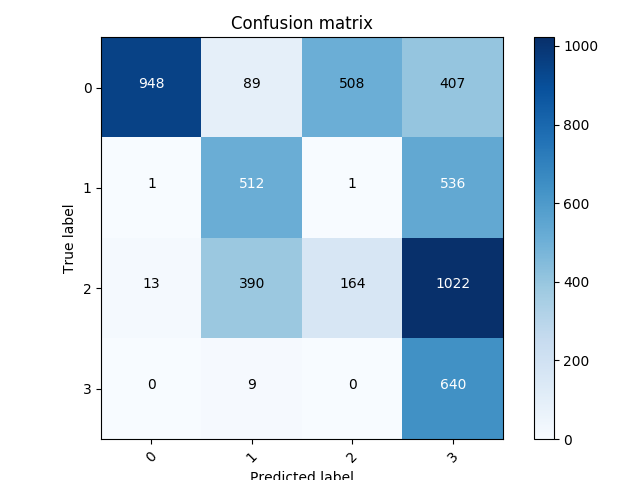 Confusion matrix
0 948 89 508 407
1 1 512 1 536
2 13 390 164 1022
3 0 9 0 640
0 1 2 3
True label
Predicted label
1000
800
600
400
200
0